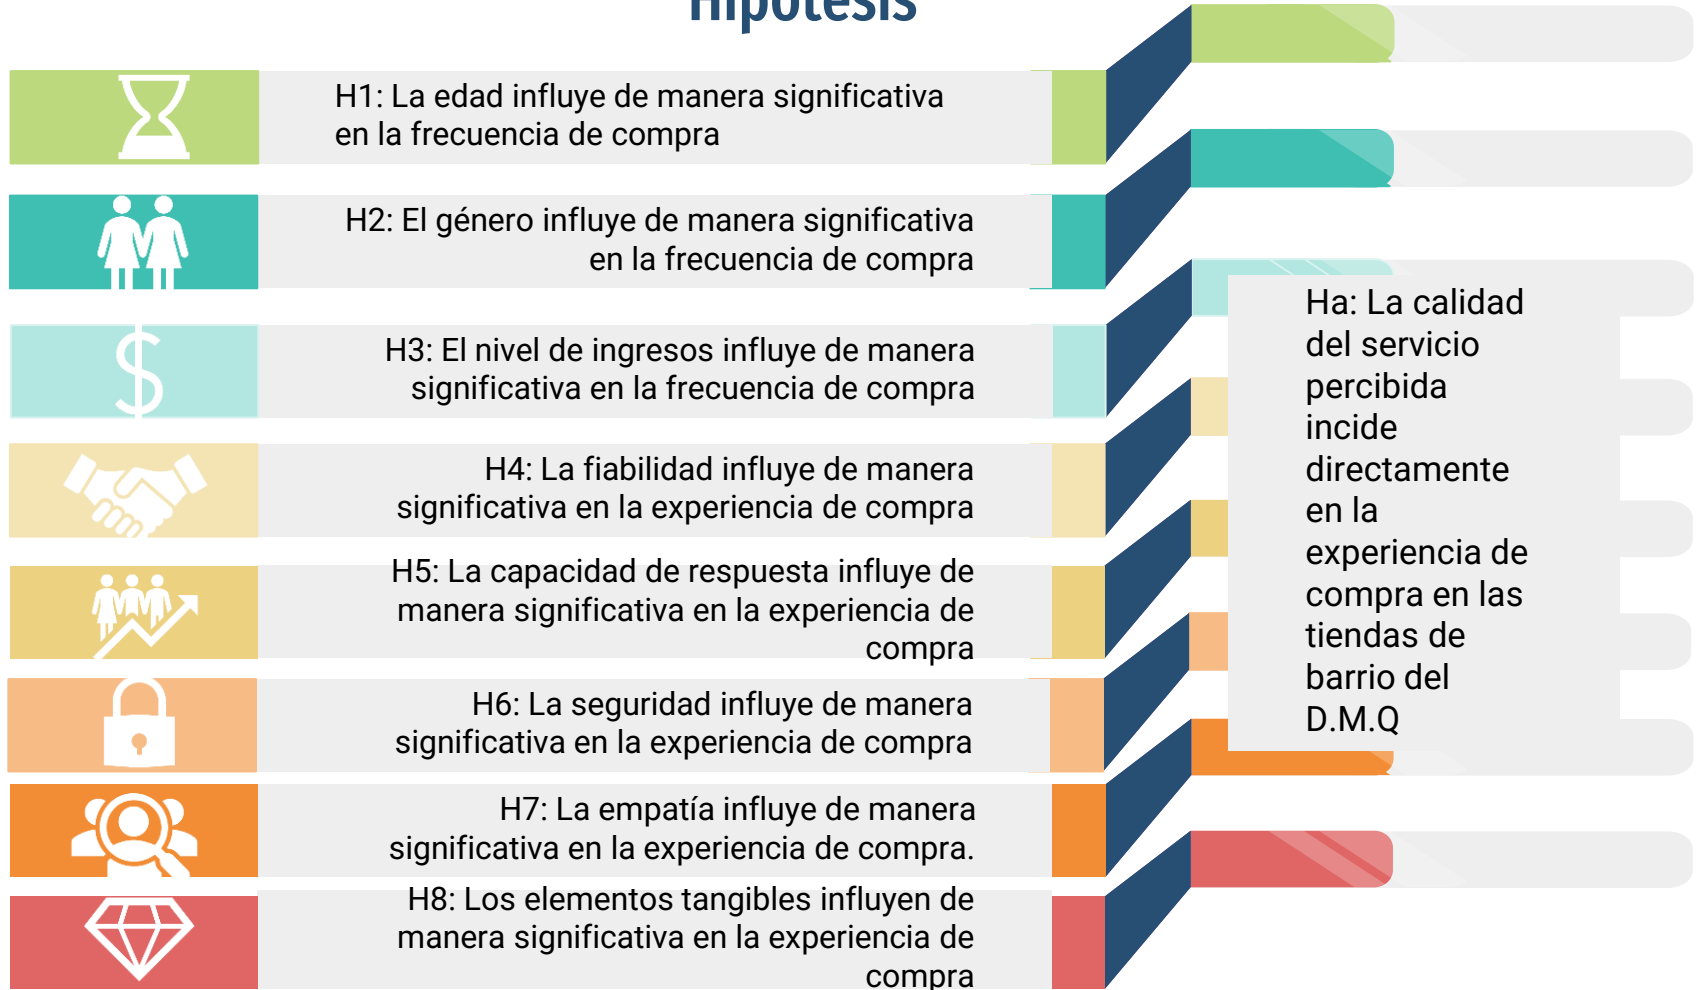 Hipótesis
H1: La edad influye de manera significativa
en la frecuencia de compra
H2: El género influye de manera significativa
en la frecuencia de compra
H3: El nivel de ingresos influye de manera
significativa en la frecuencia de compra
H4: La fiabilidad influye de manera
significativa en la experiencia de compra
H5: La capacidad de respuesta influye de
manera significativa en la experiencia de
compra
H6: La seguridad influye de manera
significativa en la experiencia de compra
H7: La empatía influye de manera
significativa en la experiencia de compra.
H8: Los elementos tangibles influyen de
manera significativa en la experiencia de
compra
Ha: La calidad
del servicio
percibida
incide
directamente
en la
experiencia de
compra en las
tiendas de
barrio del
D.M.Q